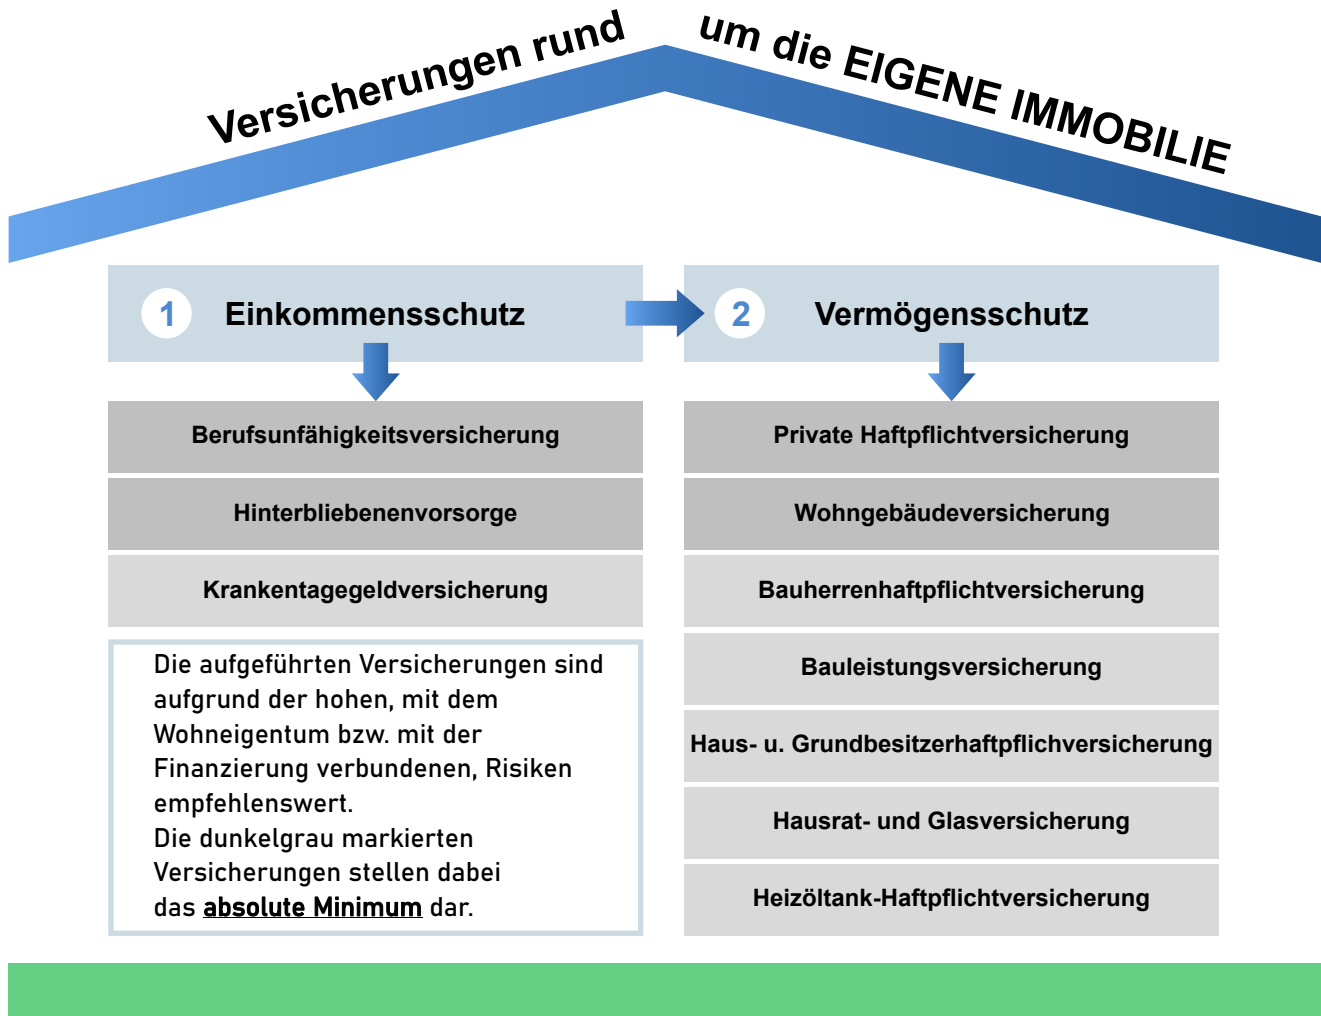 Versicherungen rund um die EIGENE IMMOBILIE
1 Einkommensschutz
Berufsunfähigkeitsversicherung
Hinterbliebenenvorsorge
Krankentagegeldversicherung
Die aufgeführten Versicherungen sind
aufgrund der hohen, mit dem
Wohneigentum bzw. mit der
Finanzierung verbundenen, Risiken
empfehlenswert.
Die dunkelgrau markierten
Versicherungen stellen dabei
das absolute Minimum dar.
2 Vermögensschutz
Private Haftpflichtversicherung
Wohngebäudeversicherung
Bauherrenhaftpflichtversicherung
Bauleistungsversicherung
Haus- u. Grundbesitzerhaftpflichversicherung
Hausrat- und Glasversicherung
Heizöltank-Haftpflichtversicherung